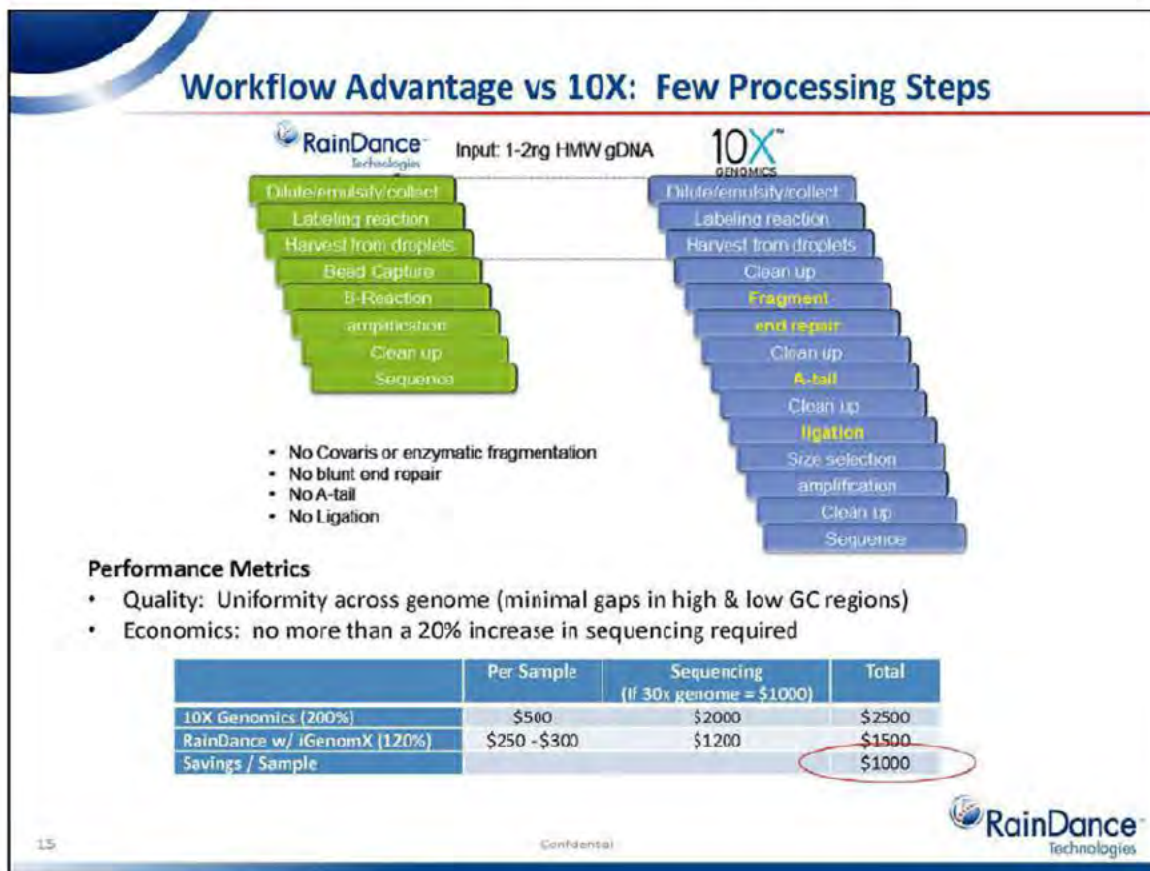 Workflow Advantage vs 10X: Few Processing Steps
RainDance™
Technologies
Input: 1-2ng HMW gDNA
10X™
GENOMICS
Dilute/emulsify/collect
Labeling reaction
Harvest from droplets
Bead Capture
B-Reaction
amplification
Clean up
Sequence
Dilute/emulsify/collect
Labeling reaction
Harvest from droplets
Clean up
Fragment
end repair
Clean up
A-tail
Clean up
ligation
Size selection
amplification
Clean up
Sequence
• No Covaris or enzymatic fragmentation
• No blunt end repair
• No A-tail
• No Ligation
Performance Metrics
• Quality: Uniformity across genome (minimal gaps in high & low GC regions)
• Economics: no more than a 20% increase in sequencing required
Per Sample Sequencing Total
(If 30x genome = $1000)
10X Genomics (200%) $500 $2000 $2500
RainDance w/ iGenomX (120%) $250 -$300 $1200 $1500
Savings / Sample $1000
15
Confidential
RainDance™
Technologies